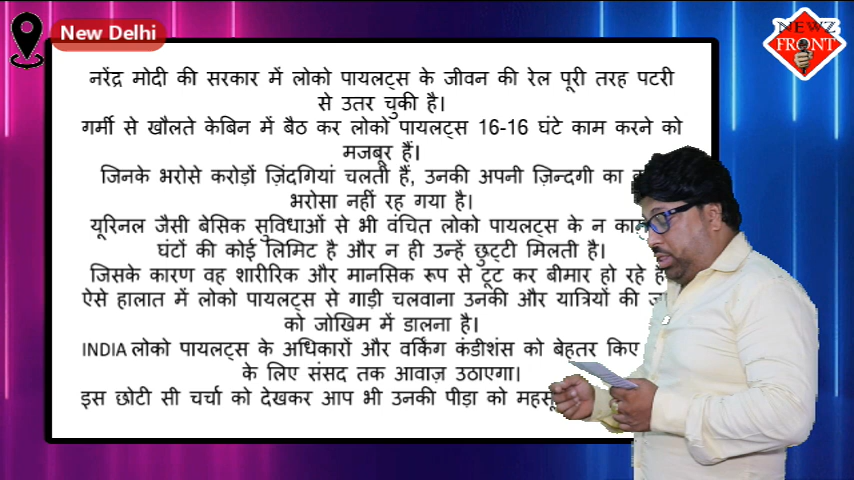 New Delhi
NEWZ
FRONT
नरेंद्र मोदी की सरकार में लोको पायलट्स के जीवन की रेल पूरी तरह पटरी
से उतर चुकी है।
गर्मी से खौलते केबिन में बैठ कर लोको पायलट्स 16-16 घंटे काम करने को
मजबूर हैं।
जिनके भरोसे करोड़ों ज़िंदगियां चलती हैं, उनकी अपनी ज़िन्दगी का
भरोसा नहीं रह गया है।
यूरिनल जैसी बेसिक सुविधाओं से भी वंचित लोको पायलट्स के न
घंटों की कोई लिमिट है और न ही उन्हें छुट्टी मिलती है।
जिसके कारण वह शारीरिक और मानसिक रूप से टूट कर बीमार हो रहे
ऐसे हालात में लोको पायलट्स से गाड़ी चलवाना उनकी और यात्रियों की
को जोखिम में डालना है।
INDIA लोको पायलट्स के अधिकारों और वर्किंग कंडीशंस को बेहतर किए
के लिए संसद तक आवाज़ उठाएगा।
इस छोटी सी चर्चा को देखकर आप भी उनकी पीड़ा को